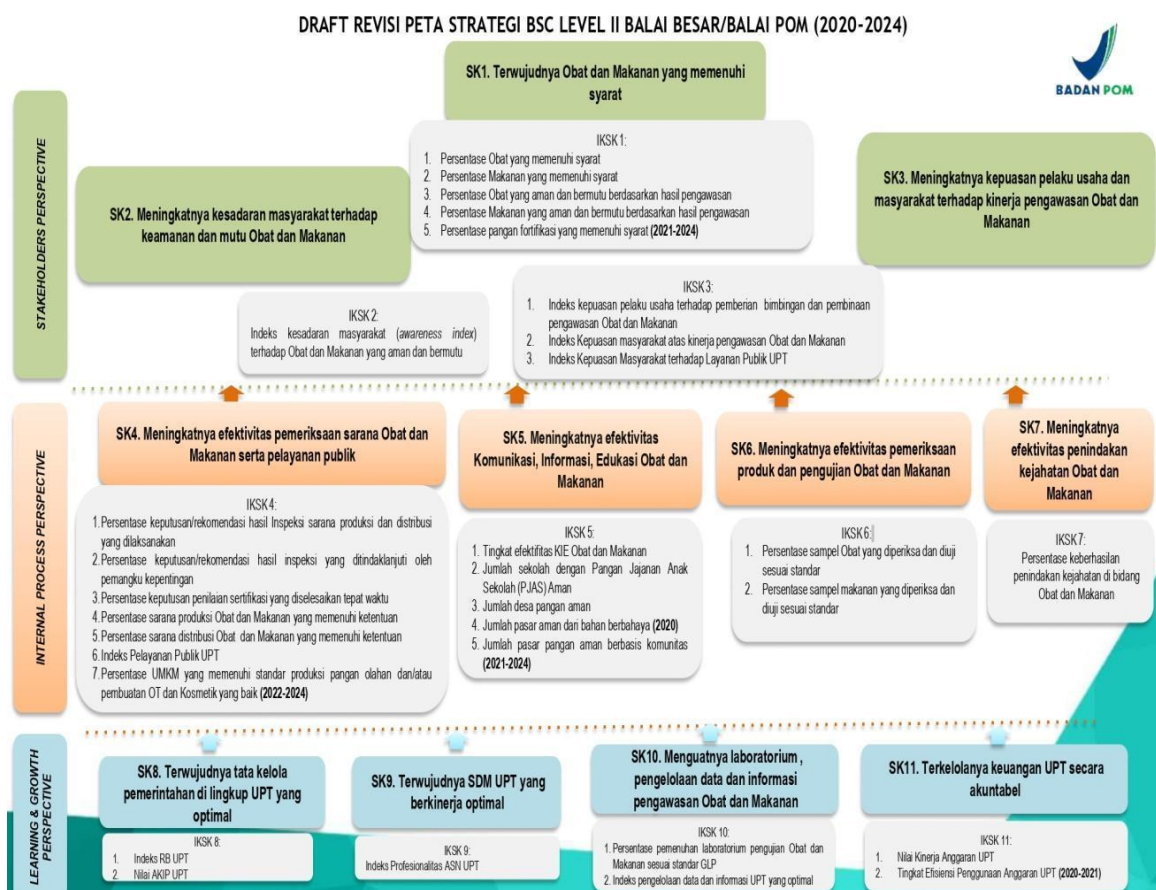 DRAFT REVISI PETA STRATEGI BSC LEVEL II BALAI BESAR/BALAI POM (2020-2024)
BADAN POM
STAKEHOLDERS PERSPECTIVE
SK1. Terwujudnya Obat dan Makanan yang memenuhi
syarat
IKSK 1:
1. Persentase Obat yang memenuhi syarat
2. Persentase Makanan yang memenuhi syarat
3. Persentase Obat yang aman dan bermutu berdasarkan hasil pengawasan
4. Persentase Makanan yang aman dan bermutu berdasarkan hasil pengawasan
5. Persentase pangan fortifikasi yang memenuhi syarat (2021-2024)
SK2. Meningkatnya kesadaran masyarakat terhadap
keamanan dan mutu Obat dan Makanan
IKSK 2:
Indeks kesadaran masyarakat (awareness index)
terhadap Obat dan Makanan yang aman dan bermutu
SK3. Meningkatnya kepuasan pelaku usaha dan
masyarakat terhadap kinerja pengawasan Obat dan
Makanan
IKSK 3:
1. Indeks kepuasan pelaku usaha terhadap pemberian bimbingan dan pembinaan
pengawasan Obat dan Makanan
2. Indeks Kepuasan masyarakat atas kinerja pengawasan Obat dan Makanan
3. Indeks Kepuasan Masyarakat terhadap Layanan Publik UPT
INTERNAL PROCESS PERSPECTIVE
SK4. Meningkatnya efektivitas pemeriksaan sarana Obat dan
Makanan serta pelayanan publik
IKSK 4:
1. Persentase keputusan/rekomendasi hasil Inspeksi sarana produksi dan distribusi
yang dilaksanakan
2. Persentase keputusan/rekomendasi hasil inspeksi yang ditindaklanjuti oleh
pemangku kepentingan
3. Persentase keputusan penilaian sertifikasi yang diselesaikan tepat waktu
4. Persentase sarana produksi Obat dan Makanan yang memenuhi ketentuan
5. Persentase sarana distribusi Obat dan Makanan yang memenuhi ketentuan
6. Indeks Pelayanan Publik UPT
7. Persentase UMKM yang memenuhi standar produksi pangan olahan dan/atau
pembuatan OT dan Kosmetik yang baik (2022-2024)
SK5. Meningkatnya efektivitas
Komunikasi, Informasi, Edukasi Obat dan
Makanan
IKSK 5:
1. Tingkat efektifitas KIE Obat dan Makanan
2. Jumlah sekolah dengan Pangan Jajanan Anak
Sekolah (PJAS) Aman
3. Jumlah desa pangan aman
4. Jumlah pasar aman dari bahan berbahaya (2020)
5. Jumlah pasar pangan aman berbasis komunitas
(2021-2024)
SK6. Meningkatnya efektivitas pemeriksaan
produk dan pengujian Obat dan Makanan
IKSK 6:
1. Persentase sampel Obat yang diperiksa dan diuji
sesuai standar
2. Persentase sampel makanan yang diperiksa dan
diuji sesuai standar
SK7. Meningkatnya
efektivitas penindakan
kejahatan Obat dan
Makanan
IKSK 7:
Persentase keberhasilan
penindakan kejahatan di bidang
Obat dan Makanan
LEARNING & GROWTH
PERSPECTIVE
SK8. Terwujudnya tata kelola
pemerintahan di lingkup UPT yang
optimal
IKSK 8:
1. Indeks RB UPT
2. Nilai AKIP UPT
SK9. Terwujudnya SDM UPT yang
berkinerja optimal
IKSK 9:
Indeks Profesionalitas ASN UPT
SK10. Menguatnya laboratorium ,
pengelolaan data dan informasi
pengawasan Obat dan Makanan
IKSK 10:
1. Persentase pemenuhan laboratorium pengujian Obat dan
Makanan sesuai standar GLP
2. Indeks pengelolaan data dan informasi UPT yang optimal
SK11. Terkelolanya keuangan UPT secara
akuntabel
IKSK 11:
1. Nilai Kinerja Anggaran UPT
2. Tingkat Efisiensi Penggunaan Anggaran UPT (2020-2021)